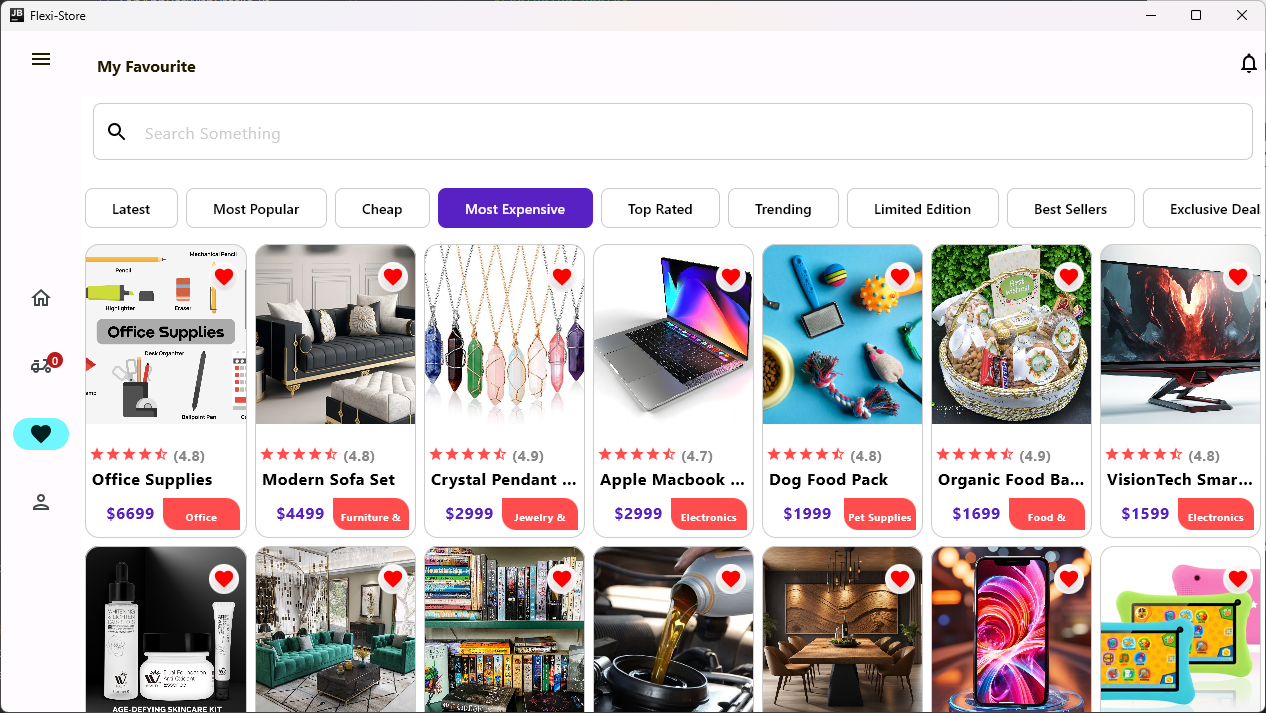 JB
Flexi-Store
My Favourite
Search Something
Latest
Most Popular
Cheap
Most Expensive
Top Rated
Trending
Limited Edition
Best Sellers
Exclusive Deal
0
Mechanical Pencil
Pencil
Highlighter
Eraser
Office Supplies
Desk Organizer
Ballpoint Pen
Best wishes!
(4.8)
(4.8)
(4.9)
(4.7)
(4.8)
(4.9)
(4.8)
Office Supplies
Modern Sofa Set
Crystal Pendant ...
Apple Macbook ...
Dog Food Pack
Organic Food Ba...
VisionTech Smar...
$6699
Office
$4499
Furniture &
$2999
Jewelry &
$2999
Electronics
$1999
Pet Supplies
$1699
Food &
$1599
Electronics
AGE-DEFYING SKINCARE KIT